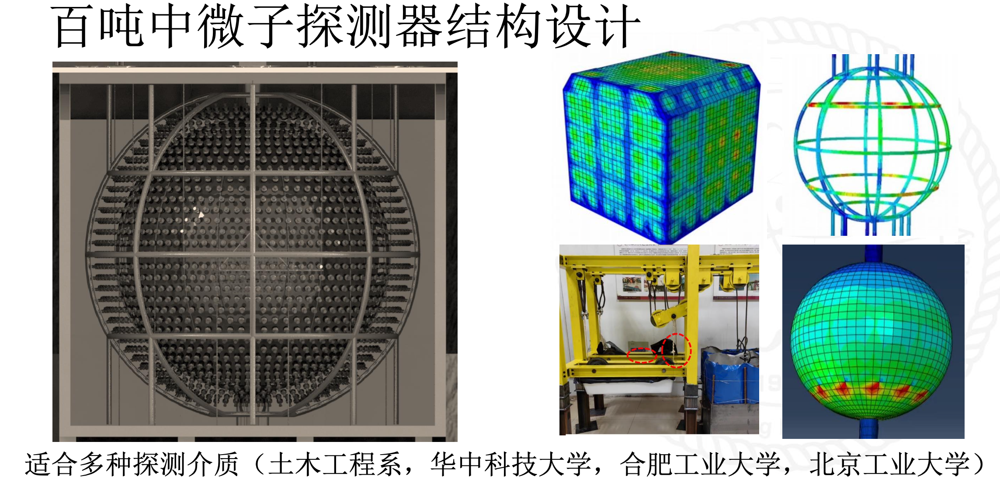 百吨中微子探测器结构设计
适合多种探测介质（土木工程系，华中科技大学，合肥工业大学，北京工业大学）